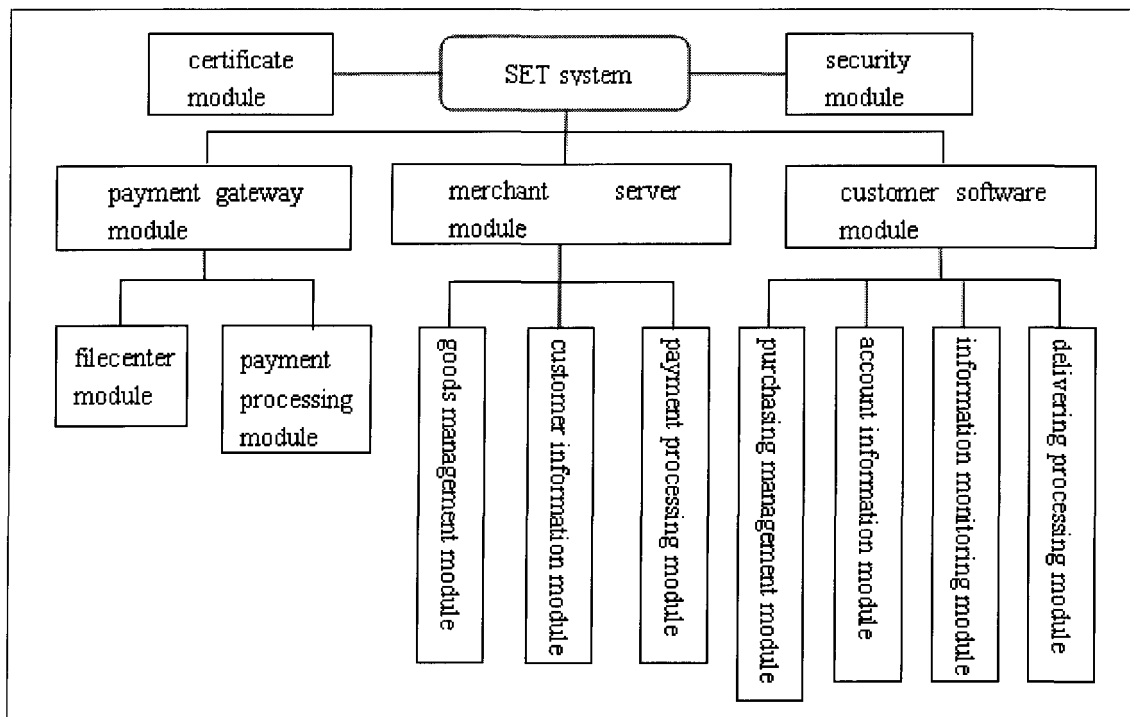 certificate
module
SET system
security
module
payment gateway
module
merchant server
module
customer software
module
filecenter
module
payment
processing
module
goods management module
customer information module
payment processing module
purchasing management module
account information module
information monitoring module
delivering processing module